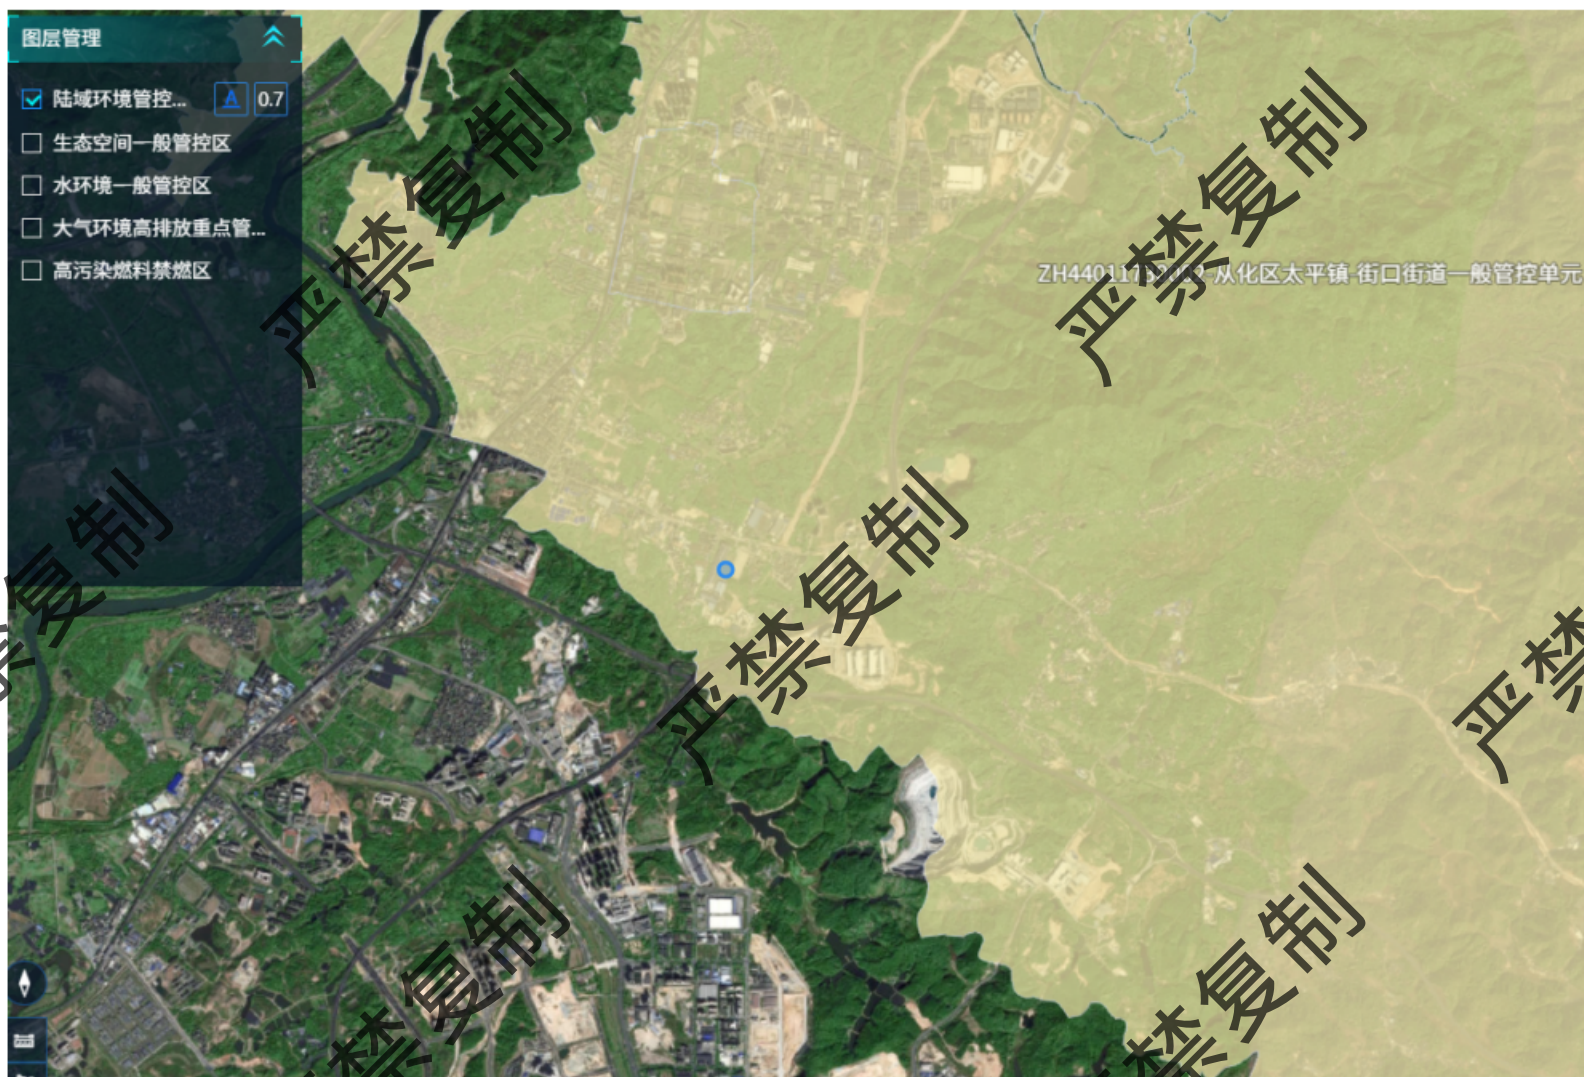 图层管理
陆域环境管控...
A 0.7
生态空间一般管控区
水环境一般管控区
大气环境高排放重点管...
高污染燃料禁燃区
从化区太平镇-街口街道一般管控单元
严禁复制
严禁复制
严禁复制
严禁复制
严禁
严禁复制
严禁复制